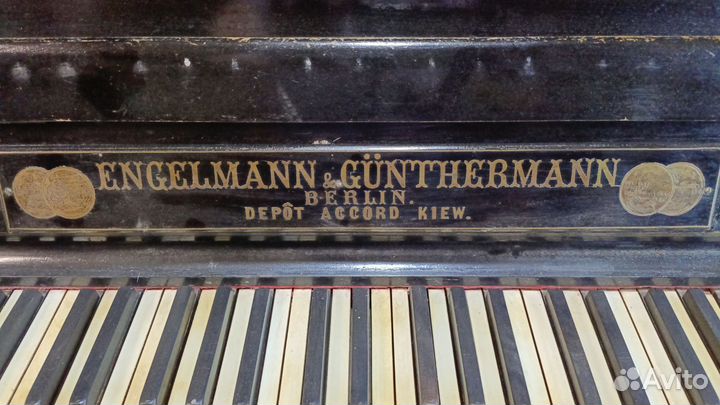 ENGELMANN & GÜNTHERMANN
BERLIN.
DEPÔT ACCORD KIEW.
Avito